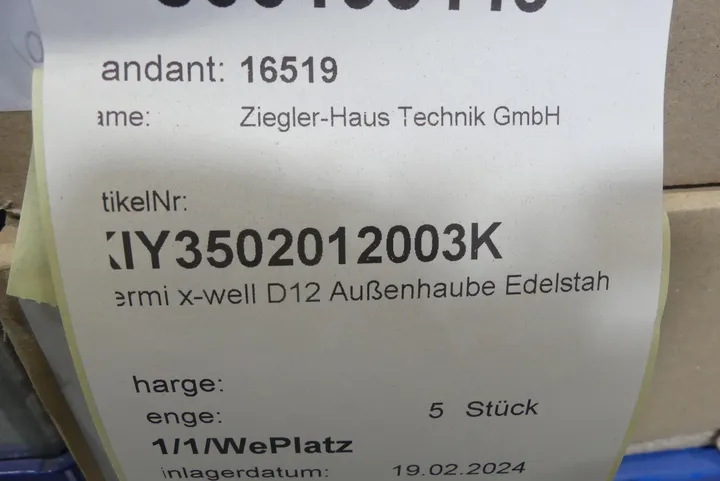 andant: 16519
ame: Ziegler-Haus Technik GmbH
tikelNr:
XIY3502012003K
ermi x-well D12 Außenhaube Edelstah
harge:
enge: 5 Stück
1/1/WePlatz
inlagerdatum: 19.02.2024